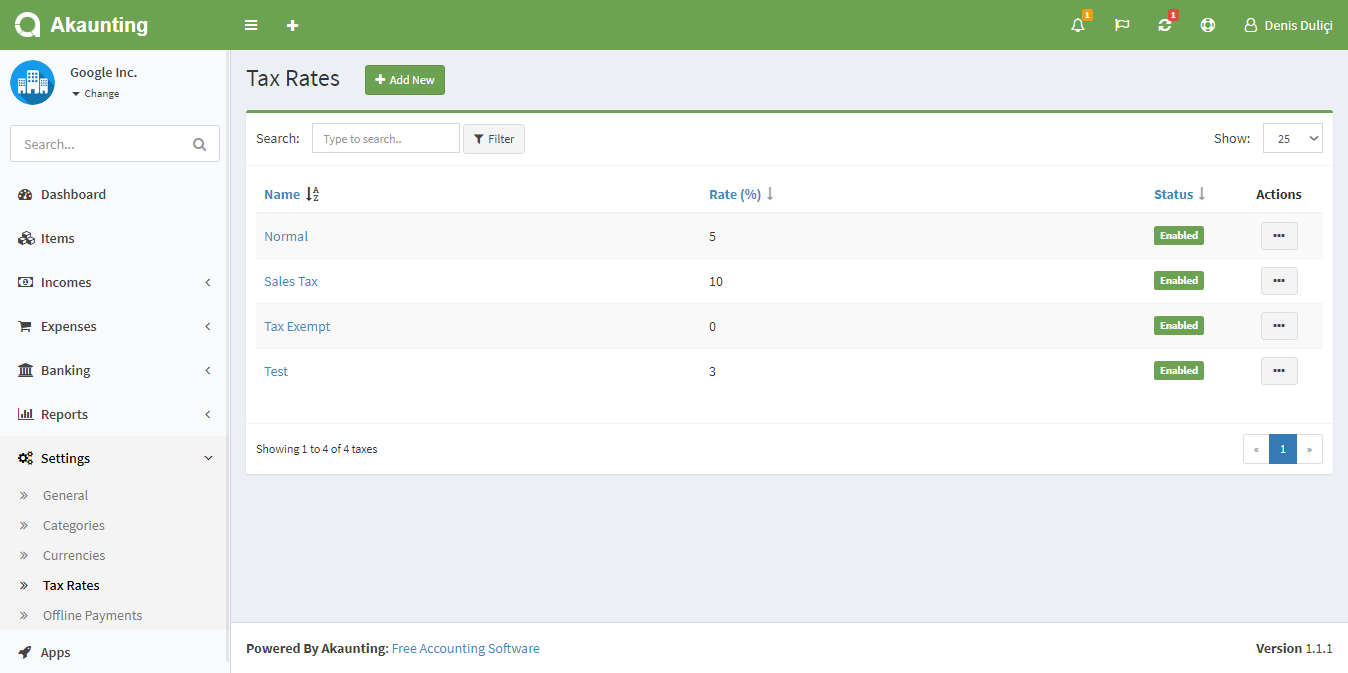 Akaunting
1
1
Denis Duliçi
Google Inc.
Change
Search...
Dashboard
Items
Incomes
Expenses
Banking
Reports
Settings
General
Categories
Currencies
Tax Rates
Offline Payments
Apps
Tax Rates
Add New
Search: Type to search.. Filter Show: 25
Name Rate (%) Status Actions
Normal 5 Enabled
Sales Tax 10 Enabled
Tax Exempt 0 Enabled
Test 3 Enabled
Showing 1 to 4 of 4 taxes « 1 »
Powered By Akaunting: Free Accounting Software Version 1.1.1